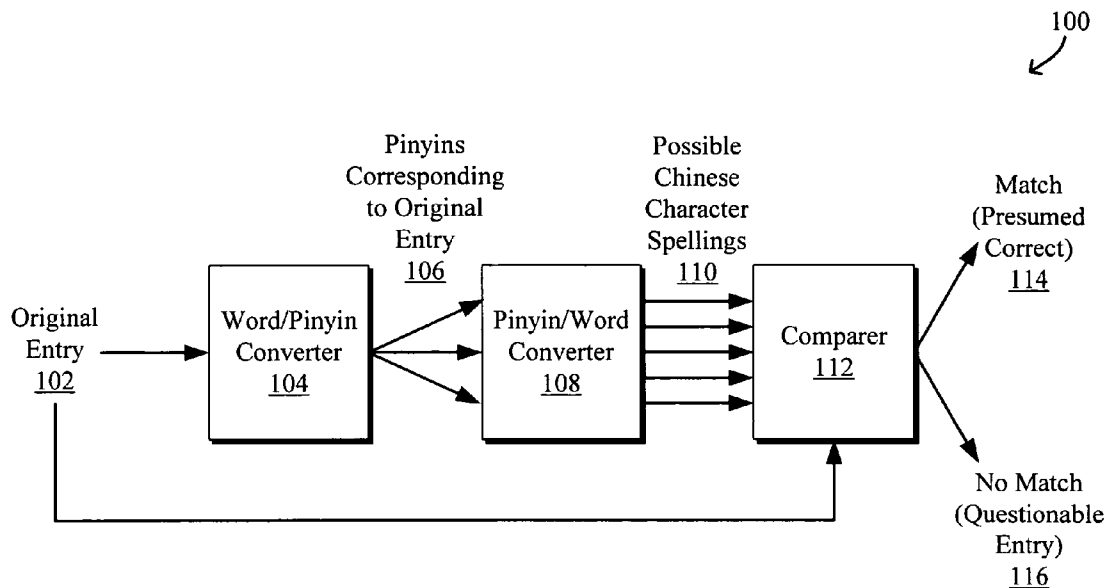 100
Pinyins
Corresponding
to Original
Entry
106
Possible
Chinese
Character
Spellings
110
Match
(Presumed
Correct)
114
Original
Entry
102
Word/Pinyin
Converter
104
Pinyin/Word
Converter
108
Comparer
112
No Match
(Questionable
Entry)
116